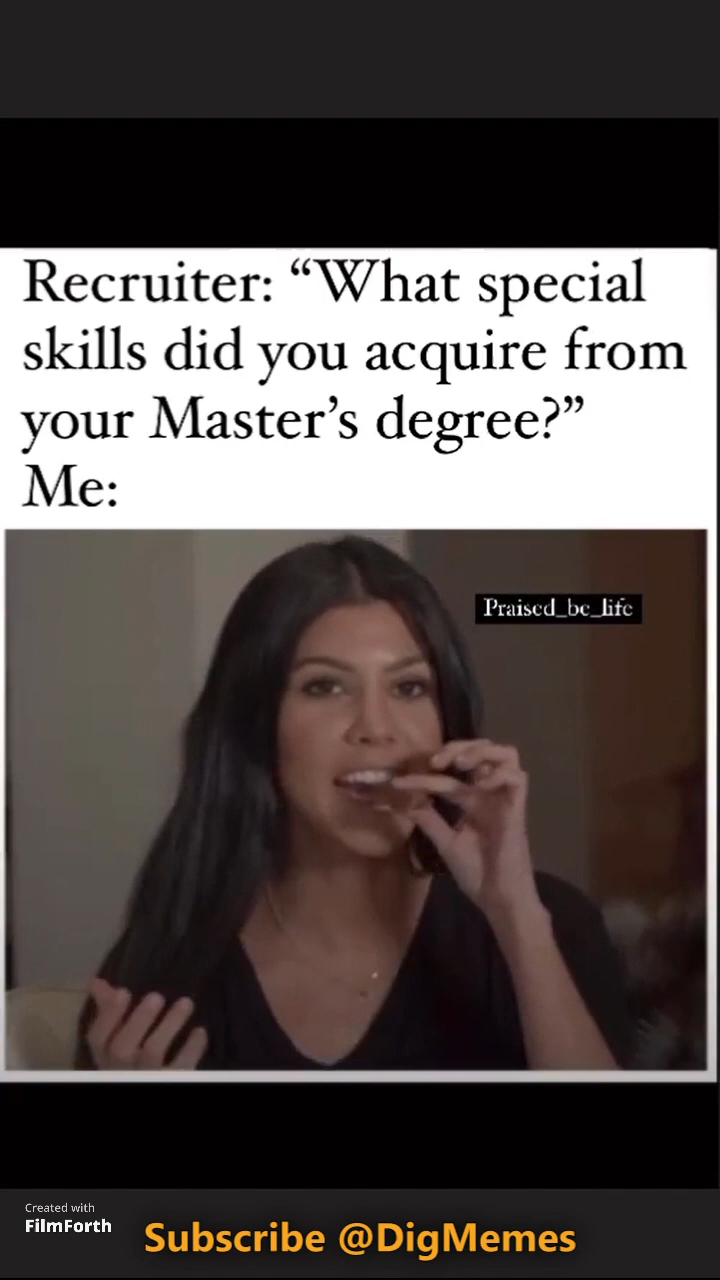 Recruiter: “What special
skills did you acquire from
your Master’s degree?”
Me:
Praised_be_life
Created with
FilmForth
Subscribe @DigMemes